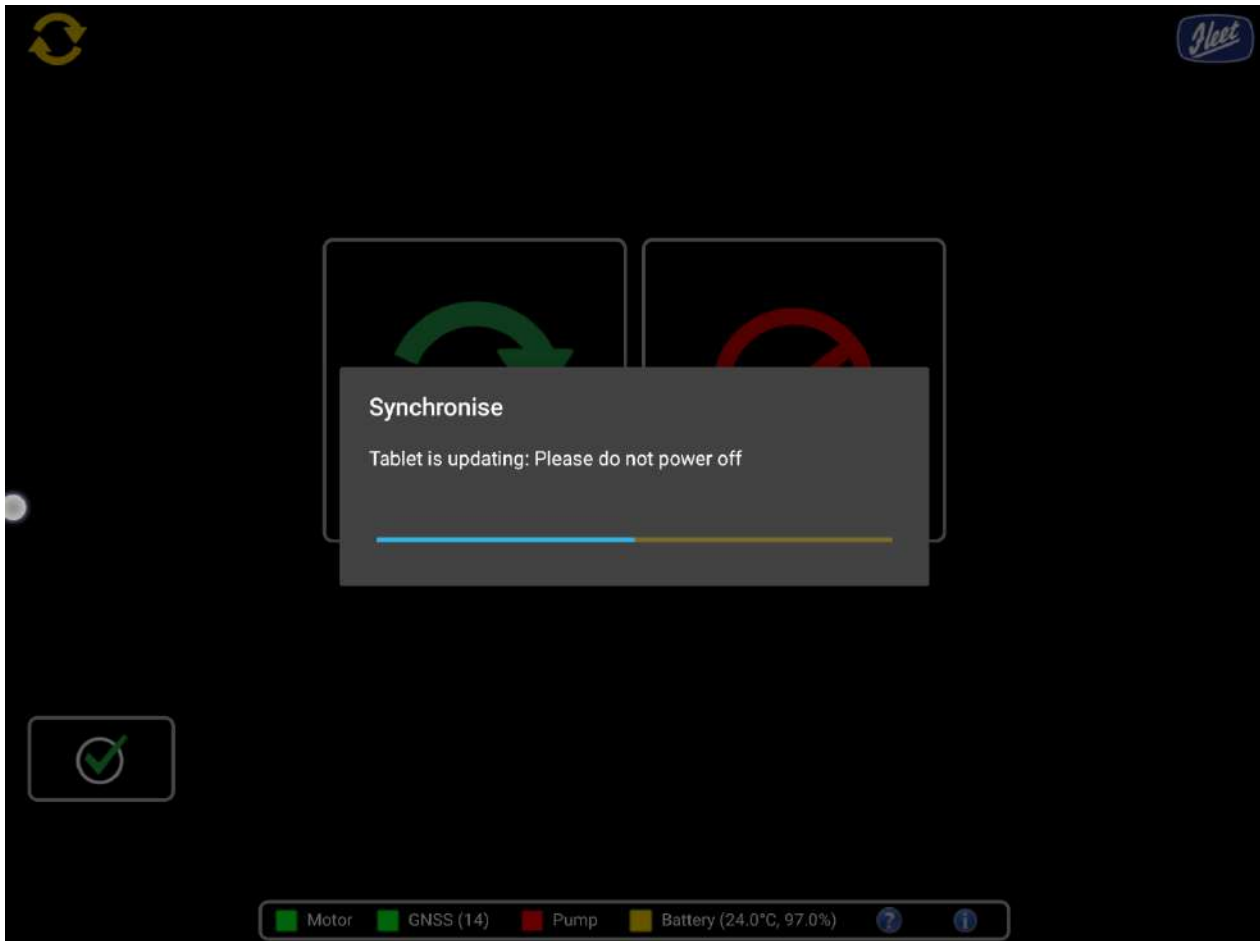 Fleet
Synchronise
Tablet is updating: Please do not power off
Motor GNSS (14) Pump Battery (24.0°C, 97.0%) ? i